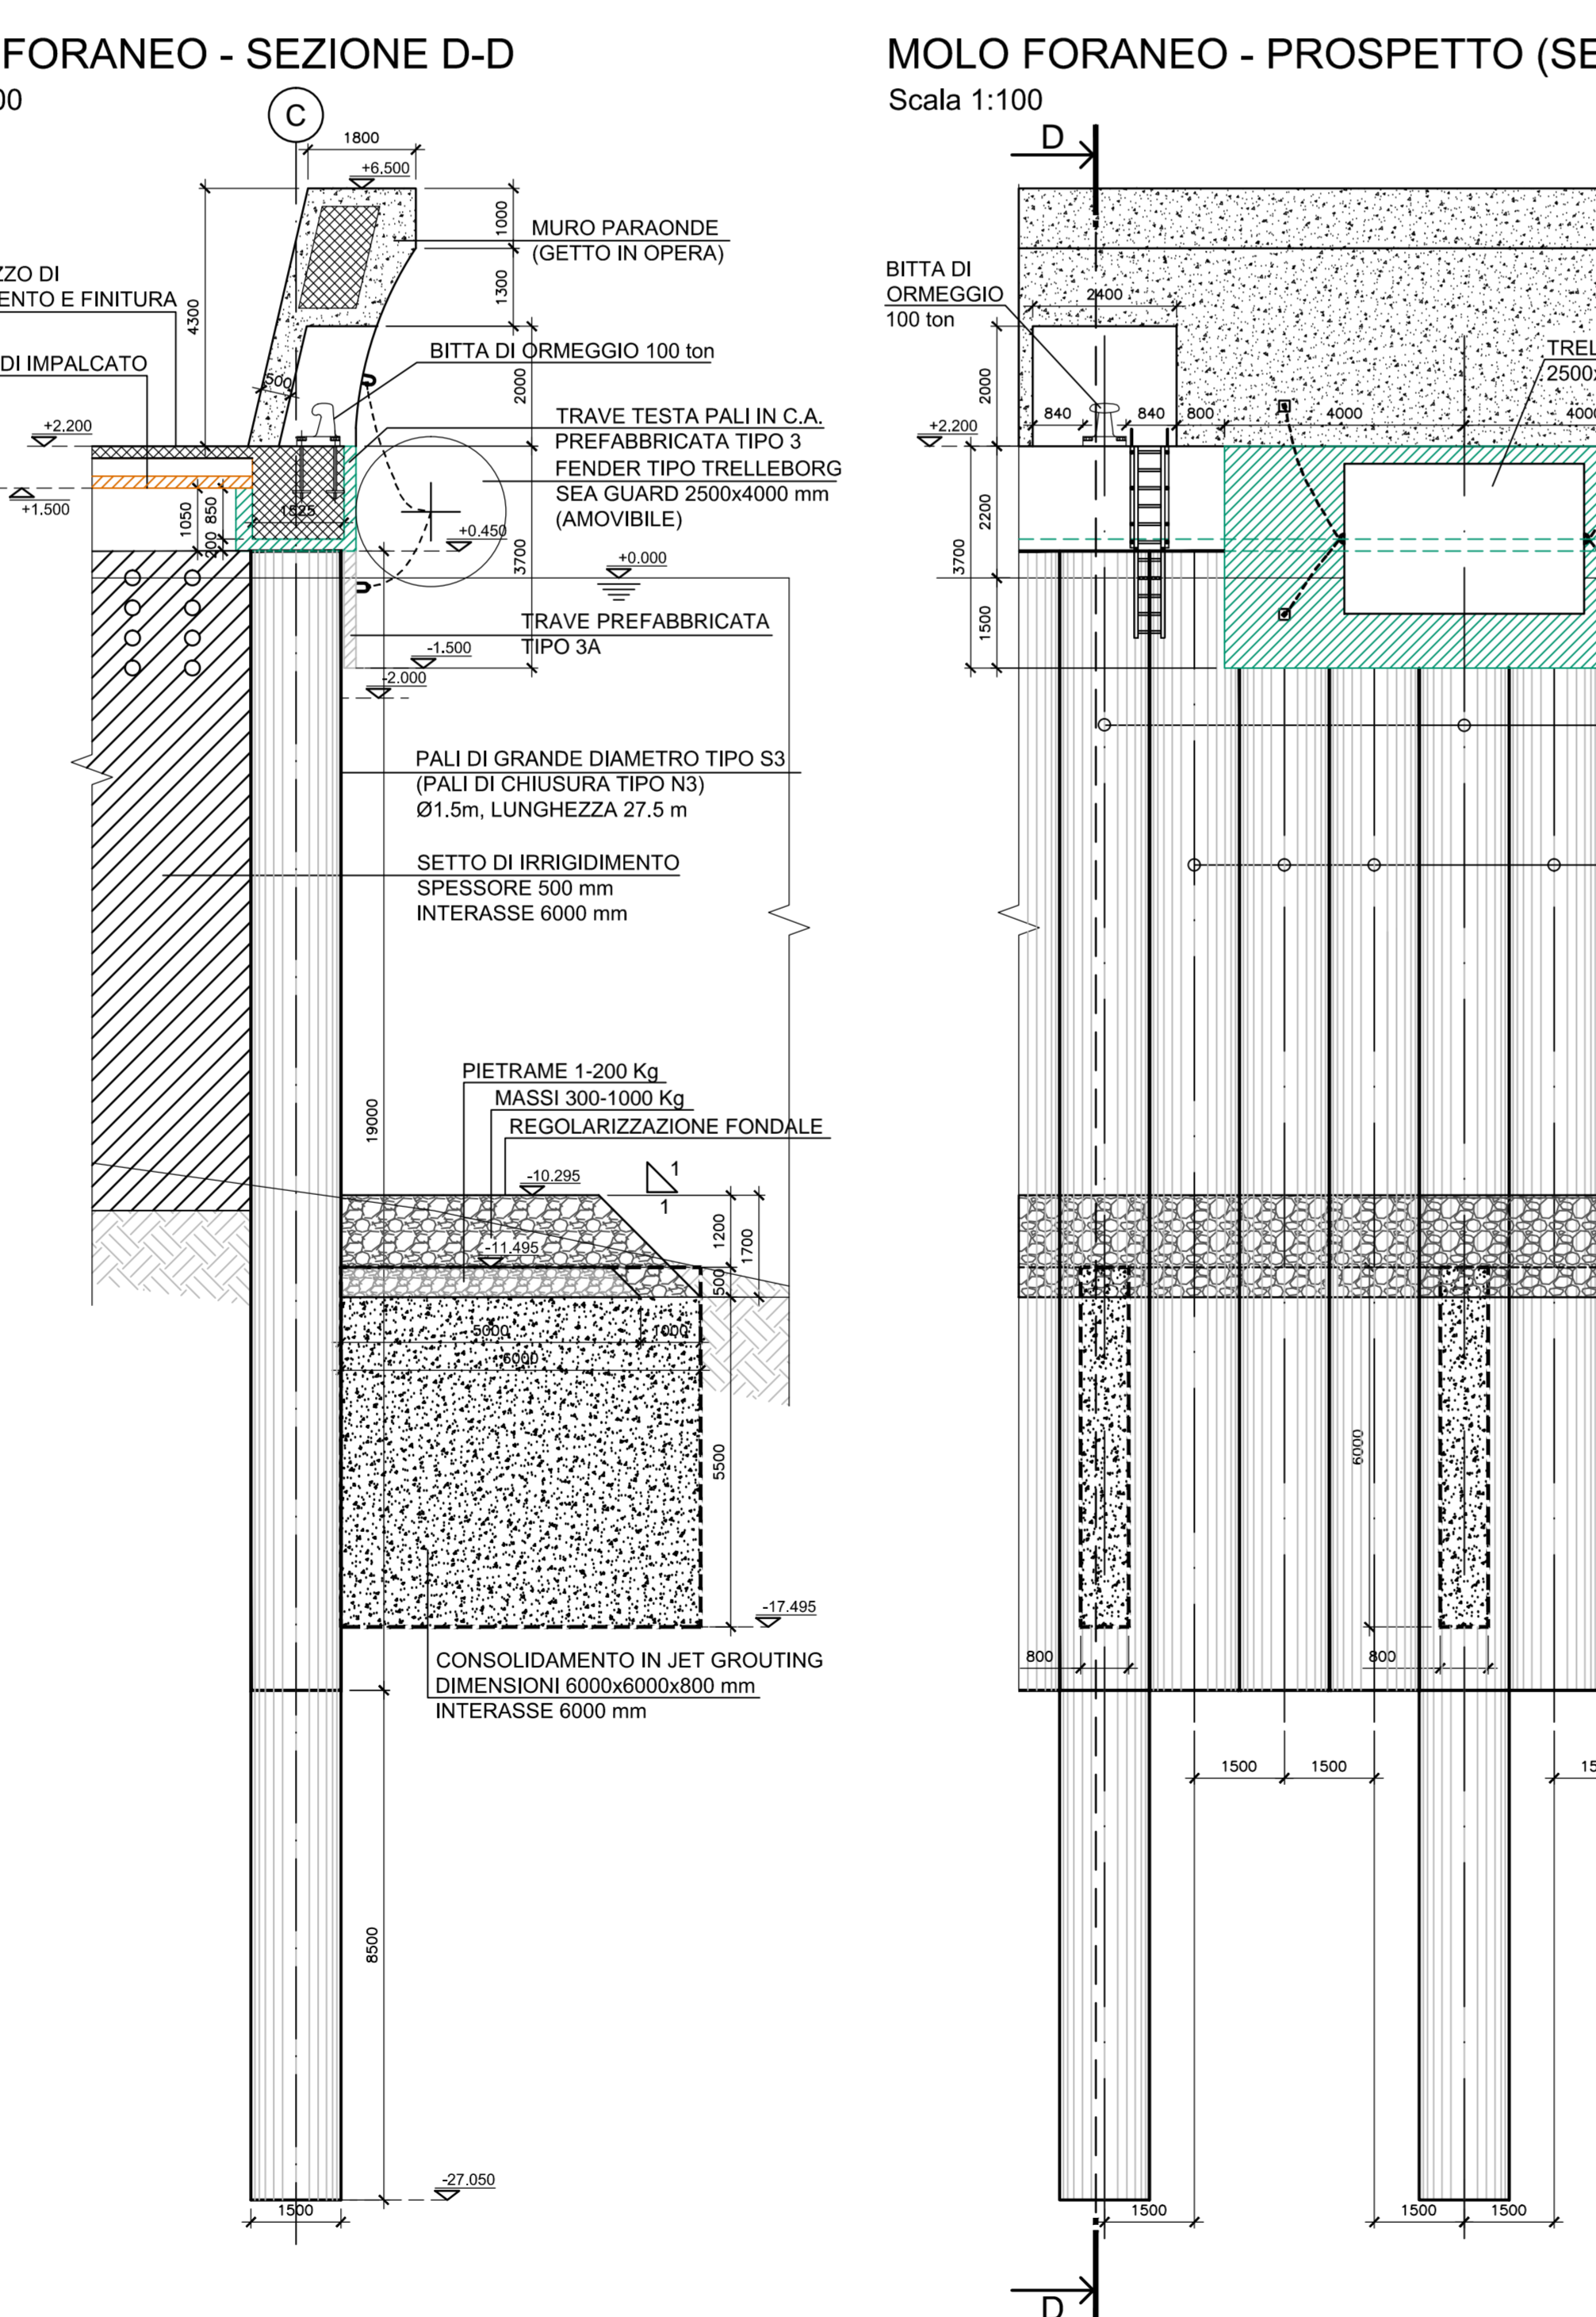 FORANEO - SEZIONE D-D
00
C
1800
+6.500
1000
1300
4300
MURO PARAONDE
(GETTO IN OPERA)
ZZO DI
ENTO E FINITURA
DI IMPALCATO
500
BITTA DI ORMEGGIO 100 ton
2000
TRAVE TESTA PALI IN C.A.
PREFABBRICATA TIPO 3
FENDER TIPO TRELLEBORG
SEA GUARD 2500x4000 mm
(AMOVIBILE)
+2.200
+1.500
1050
850
200
1525
+0.450
3700
+0.000
TRAVE PREFABBRICATA
TIPO 3A
-1.500
-2.000
PALI DI GRANDE DIAMETRO TIPO S3
(PALI DI CHIUSURA TIPO N3)
Ø1.5m, LUNGHEZZA 27.5 m
SETTO DI IRRIGIDIMENTO
SPESSORE 500 mm
INTERASSE 6000 mm
19000
PIETRAME 1-200 Kg
MASSI 300-1000 Kg
REGOLARIZZAZIONE FONDALE
-10.295
1
1
1200
1700
500
-11.495
5000
1000
6000
5500
-17.495
CONSOLIDAMENTO IN JET GROUTING
DIMENSIONI 6000x6000x800 mm
INTERASSE 6000 mm
8500
-27.050
1500
MOLO FORANEO - PROSPETTO (SE
Scala 1:100
D
BITTA DI
ORMEGGIO
100 ton
2400
2000
TREL
2500x
840
840
800
4000
4000
+2.200
2200
3700
1500
6000
800
800
1500
1500
15
1500
1500
1500
D